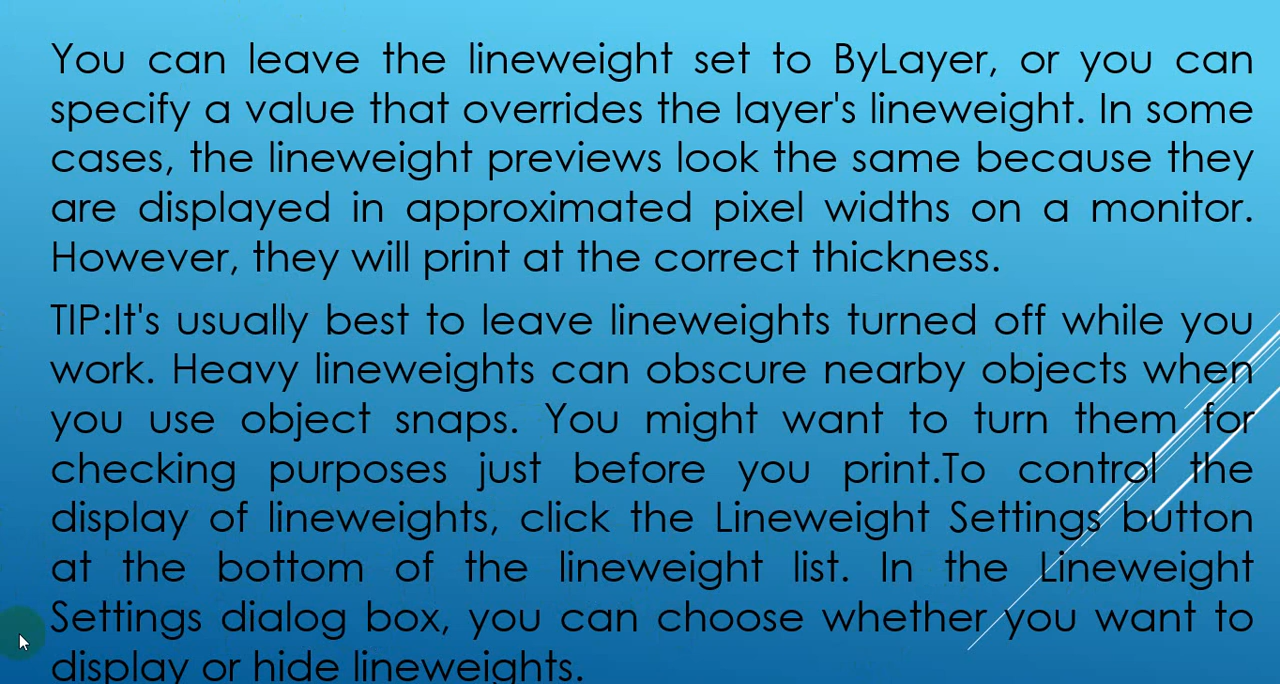 You can leave the lineweight set to ByLayer, or you can
specify a value that overrides the layer's lineweight. In some
cases, the lineweight previews look the same because they
are displayed in approximated pixel widths on a monitor.
However, they will print at the correct thickness.
TIP:It's usually best to leave lineweights turned off while you
work. Heavy lineweights can obscure nearby objects when
you use object snaps. You might want to turn them for
checking purposes just before you print.To control the
display of lineweights, click the Lineweight Settings button
at the bottom of the lineweight list. In the Lineweight
Settings dialog box, you can choose whether you want to
display or hide lineweights.